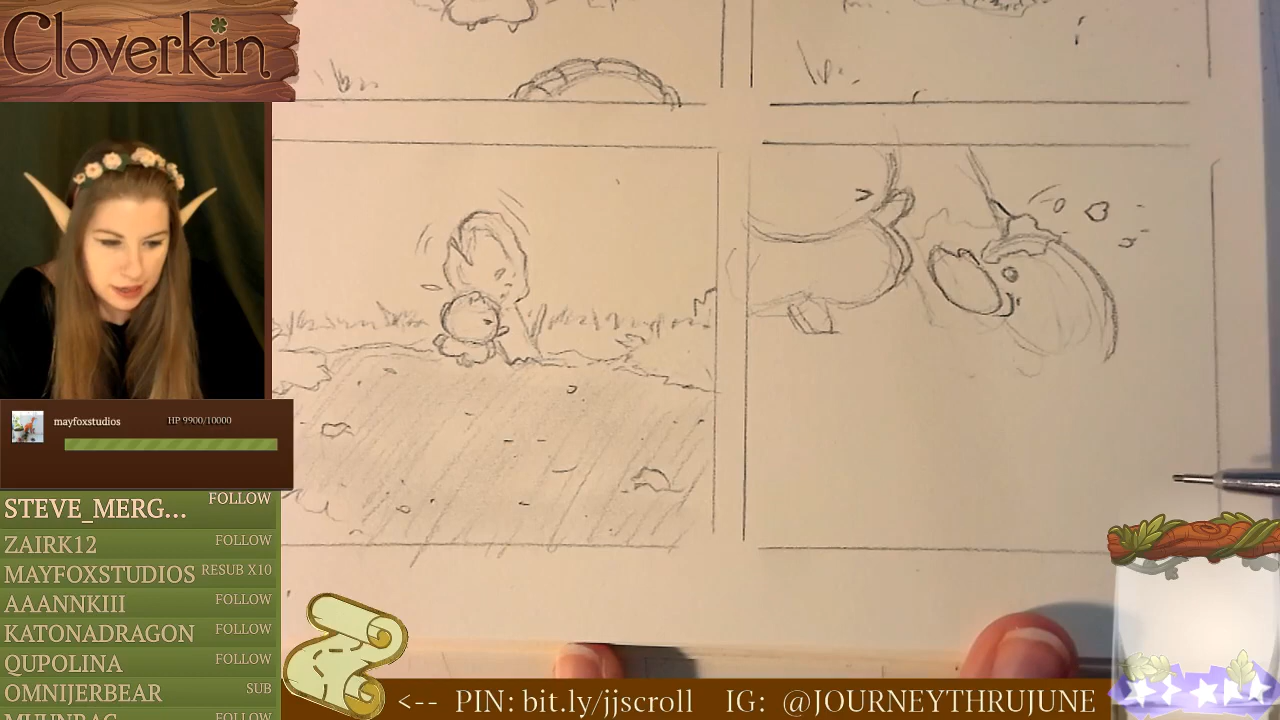 Cloverkin
mayfoxstudios HP 9900/10000
STEVE_MERG... FOLLOW
ZAIRK12 FOLLOW
MAYFOXSTUDIOS RESUB X10
AAANNKIII FOLLOW
KATONADRAGON FOLLOW
QUPOLINA FOLLOW
OMNIJERBEAR SUB
FOLLOW
<-- PIN: bit.ly/jjscroll IG: @JOURNEYTHRUJUNE